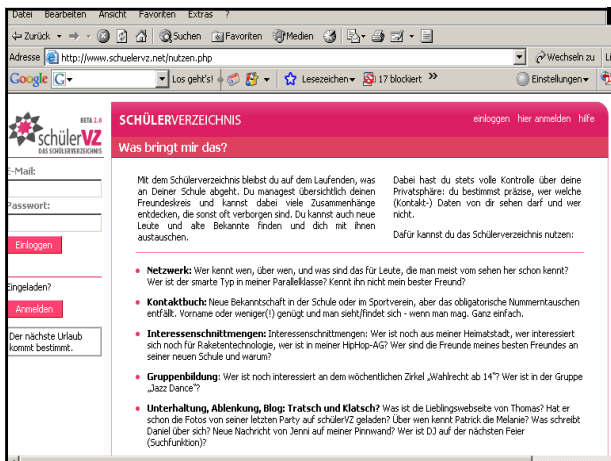 Datei Bearbeiten Ansicht Favoriten Extras ?
Zurück Suchen Favoriten Medien
Adresse http://www.schuelervz.net/nutzen.php Wechseln zu
Google G Los geht's! Lesezeichen 17 blockiert » Einstellungen
BETA 2.0
schülerVZ
DAS SCHÜLERVERZEICHNIS
SCHÜLERVERZEICHNIS einloggen hier anmelden hilfe
Was bringt mir das?
E-Mail:
Passwort:
Einloggen
Eingeladen?
Anmelden
Der nächste Urlaub
kommt bestimmt.
Mit dem Schülerverzeichnis bleibst du auf dem Laufenden, was
an Deiner Schule abgeht. Du managest übersichtlich deinen
Freundeskreis und kannst dabei viele Zusammenhänge
entdecken, die sonst oft verborgen sind. Du kannst auch neue
Leute und alte Bekannte finden und dich mit ihnen
austauschen.
Dabei hast du stets volle Kontrolle über deine
Privatsphäre: du bestimmst präzise, wer welche
(Kontakt-) Daten von dir sehen darf und wer
nicht.
Dafür kannst du das Schülerverzeichnis nutzen:
• Netzwerk: Wer kennt wen, über wen, und was sind das für Leute, die man meist vom sehen her schon kennt?
Wer ist der smarte Typ in meiner Parallelklasse? Kennt ihn nicht mein bester Freund?
• Kontaktbuch: Neue Bekanntschaft in der Schule oder im Sportverein, aber das obligatorische Nummerntauschen
entfällt. Vorname oder weniger(!) genügt und man sieht/findet sich - wenn man mag. Ganz einfach.
• Interessenschnittmengen: Interessenschnittmengen: Wer ist noch aus meiner Heimatstadt, wer interessiert
sich noch für Raketentechnologie, wer ist in meiner HipHop-AG? Wer sind die Freunde meines besten Freundes an
seiner neuen Schule und warum?
• Gruppenbildung: Wer ist noch interessiert an dem wöchentlichen Zirkel „Wahlrecht ab 14"? Wer ist in der Gruppe
„Jazz Dance"?
• Unterhaltung, Ablenkung, Blog: Tratsch und Klatsch? Was ist die Lieblingswebseite von Thomas? Hat er
schon die Fotos von seiner letzten Party auf schülerVZ geladen? Über wen kennt Patrick die Melanie? Was schreibt
Daniel über sich? Neue Nachricht von Jenni auf meiner Pinnwand? Wer ist DJ auf der nächsten Feier
(Suchfunktion)?